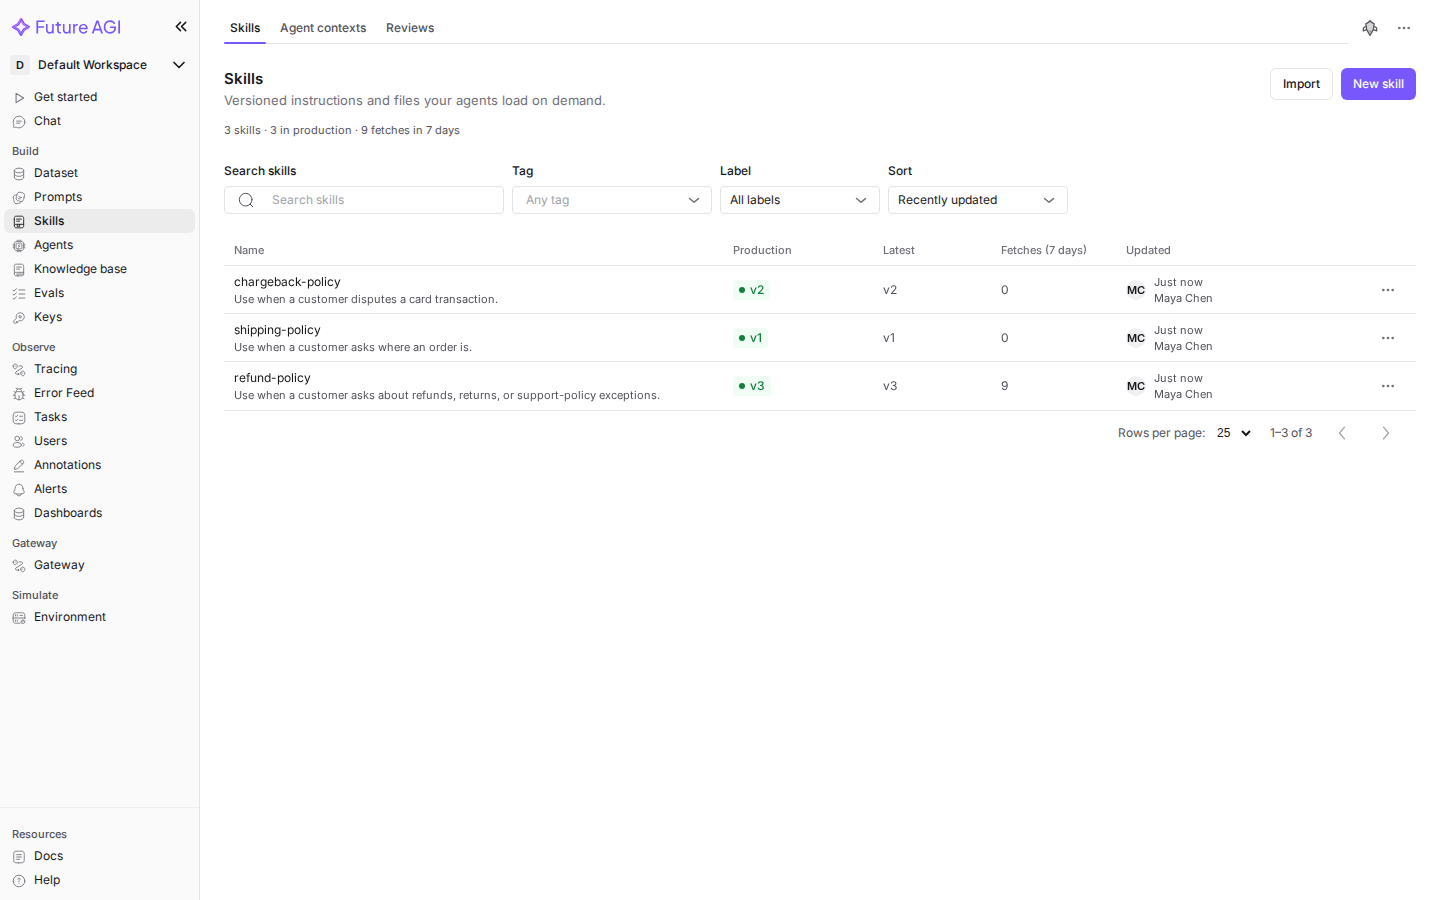 Future AGI
D Default Workspace
Get started
Chat
Build
Dataset
Prompts
Skills
Agents
Knowledge base
Evals
Keys
Observe
Tracing
Error Feed
Tasks
Users
Annotations
Alerts
Dashboards
Gateway
Gateway
Simulate
Environment
Resources
Docs
Help
Skills Agent contexts Reviews
Skills
Versioned instructions and files your agents load on demand.
Import New skill
3 skills · 3 in production · 9 fetches in 7 days
Search skills Tag Label Sort
Search skills Any tag All labels Recently updated
Name Production Latest Fetches (7 days) Updated
chargeback-policy
Use when a customer disputes a card transaction.
v2 v2 0 MC Just now
Maya Chen
shipping-policy
Use when a customer asks where an order is.
v1 v1 0 MC Just now
Maya Chen
refund-policy
Use when a customer asks about refunds, returns, or support-policy exceptions.
v3 v3 9 MC Just now
Maya Chen
Rows per page: 25 1–3 of 3